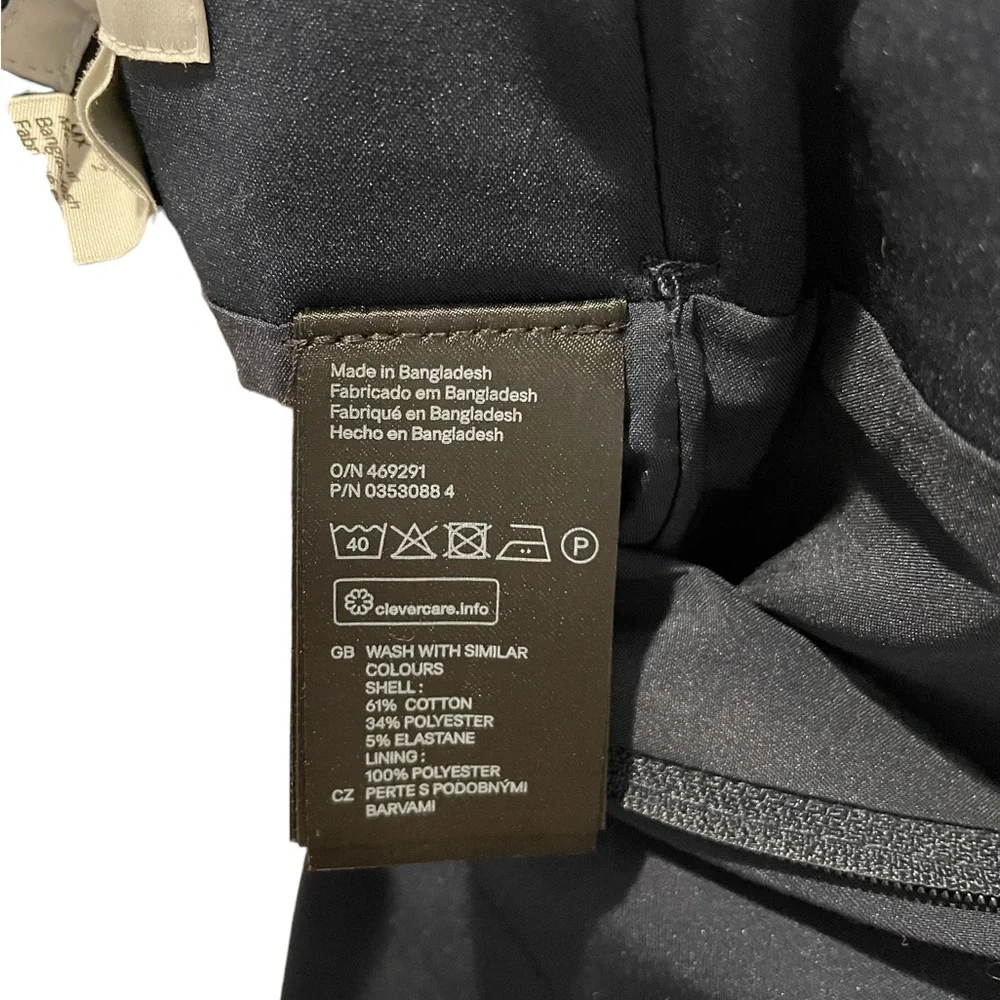 Bangladesh
Made in Bangladesh
Fabricado em Bangladesh
Fabriqué en Bangladesh
Hecho en Bangladesh
O/N 469291
P/N 0353088 4
40 P
clevercare.info
GB WASH WITH SIMILAR
COLOURS
SHELL :
61% COTTON
34% POLYESTER
5% ELASTANE
LINING :
100% POLYESTER
CZ PERTE S PODOBNÝMI
BARVAMI